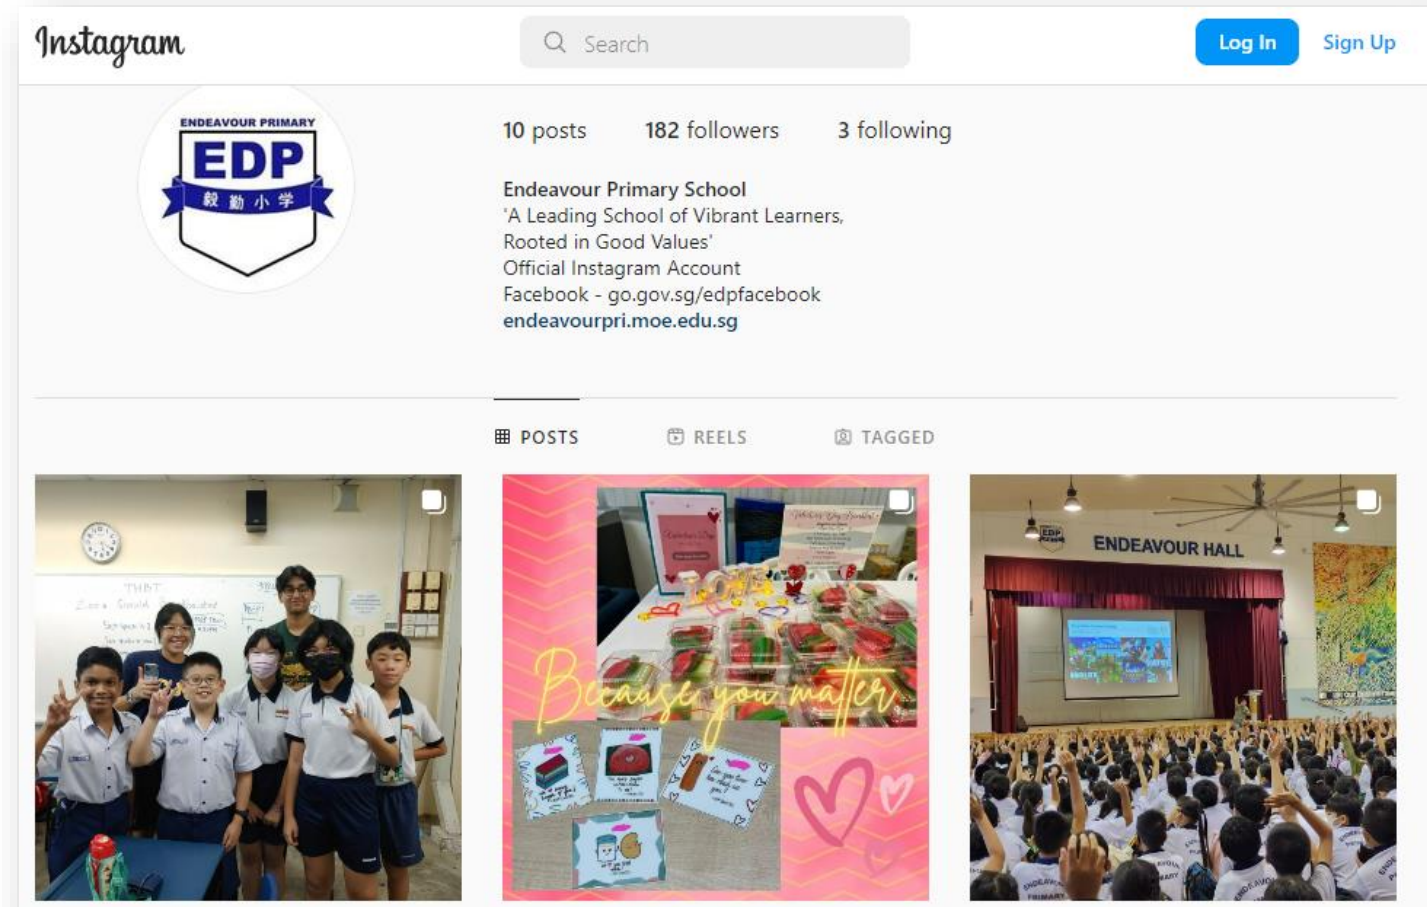 Instagram
Search
Log In
Sign Up
ENDEAVOUR PRIMARY
EDP
毅勤小学
10 posts 182 followers 3 following
Endeavour Primary School
'A Leading School of Vibrant Learners,
Rooted in Good Values'
Official Instagram Account
Facebook - go.gov.sg/edpfacebook
endeavourpri.moe.edu.sg
POSTS
REELS
TAGGED
THBT
Because you matter
EDP
ENDEAVOUR HALL